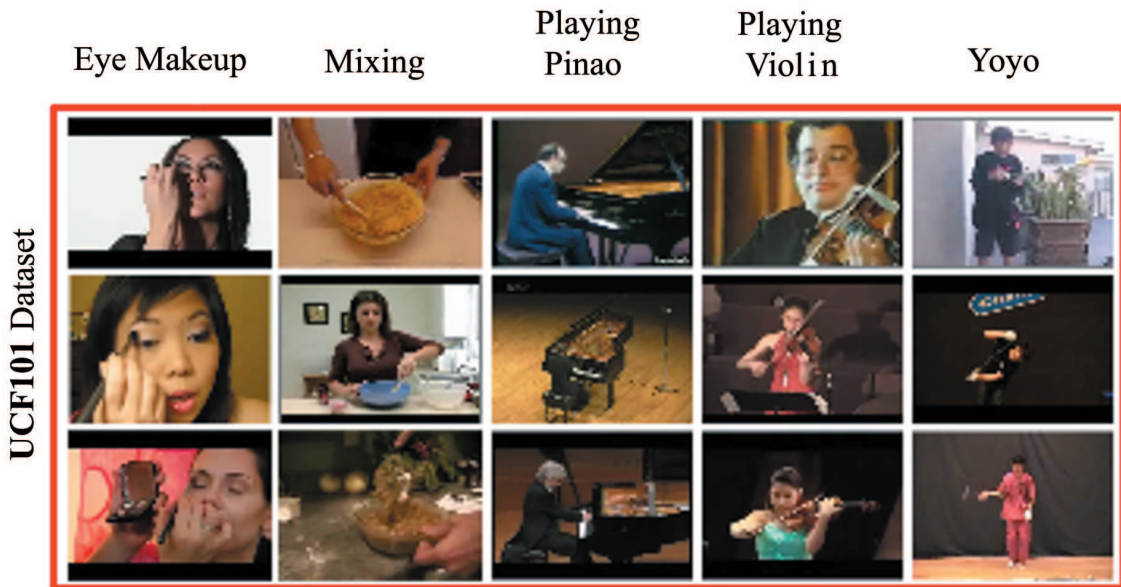 Eye Makeup
Mixing
Playing
Pinao
Playing
Violin
Yoyo
UCF101 Dataset